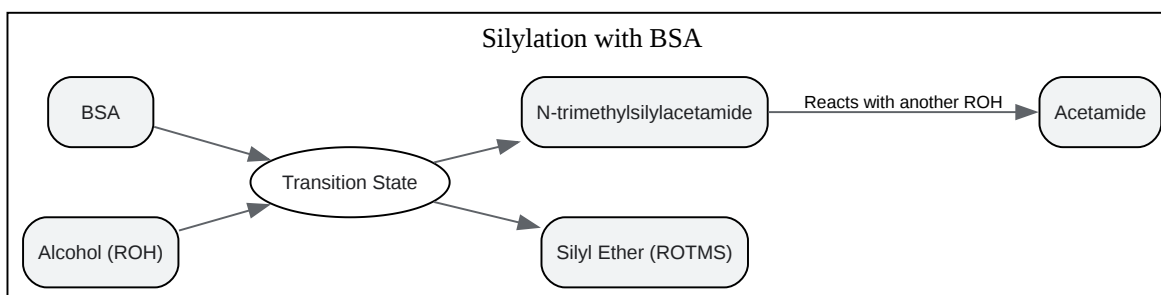 Silylation with BSA
BSA
N-trimethylsilylacetamide
Reacts with another ROH
Acetamide
Transition State
Alcohol (ROH)
Silyl Ether (ROTMS)